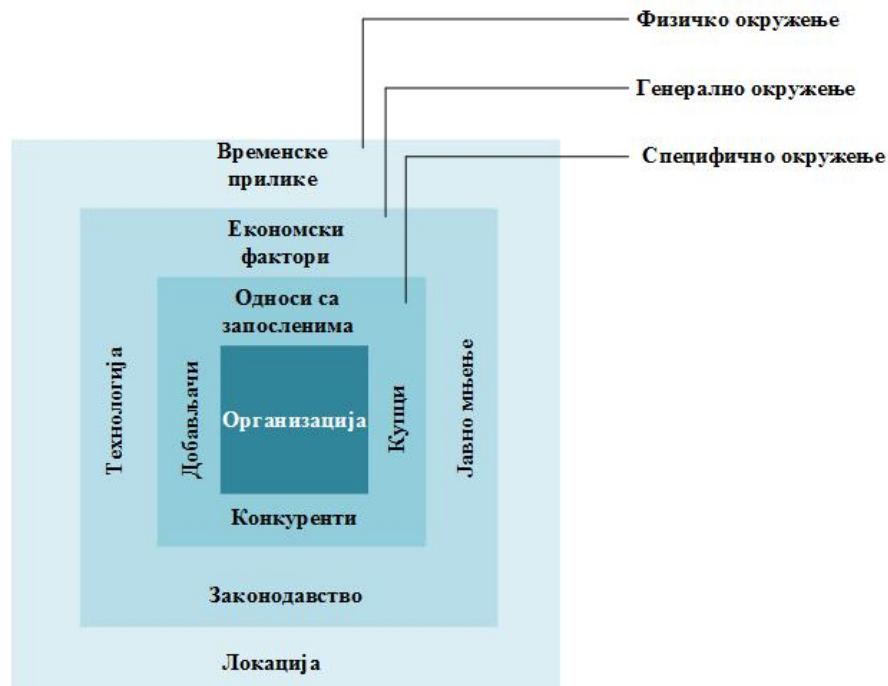 Физичко окружење
Генерално окружење
Специфично окружење
Временске
прилике
Економски
фактори
Односи са
запосленима
Технологија
Добављачи
Организација
Купци
Јавно мњење
Конкуренти
Законодавство
Локација